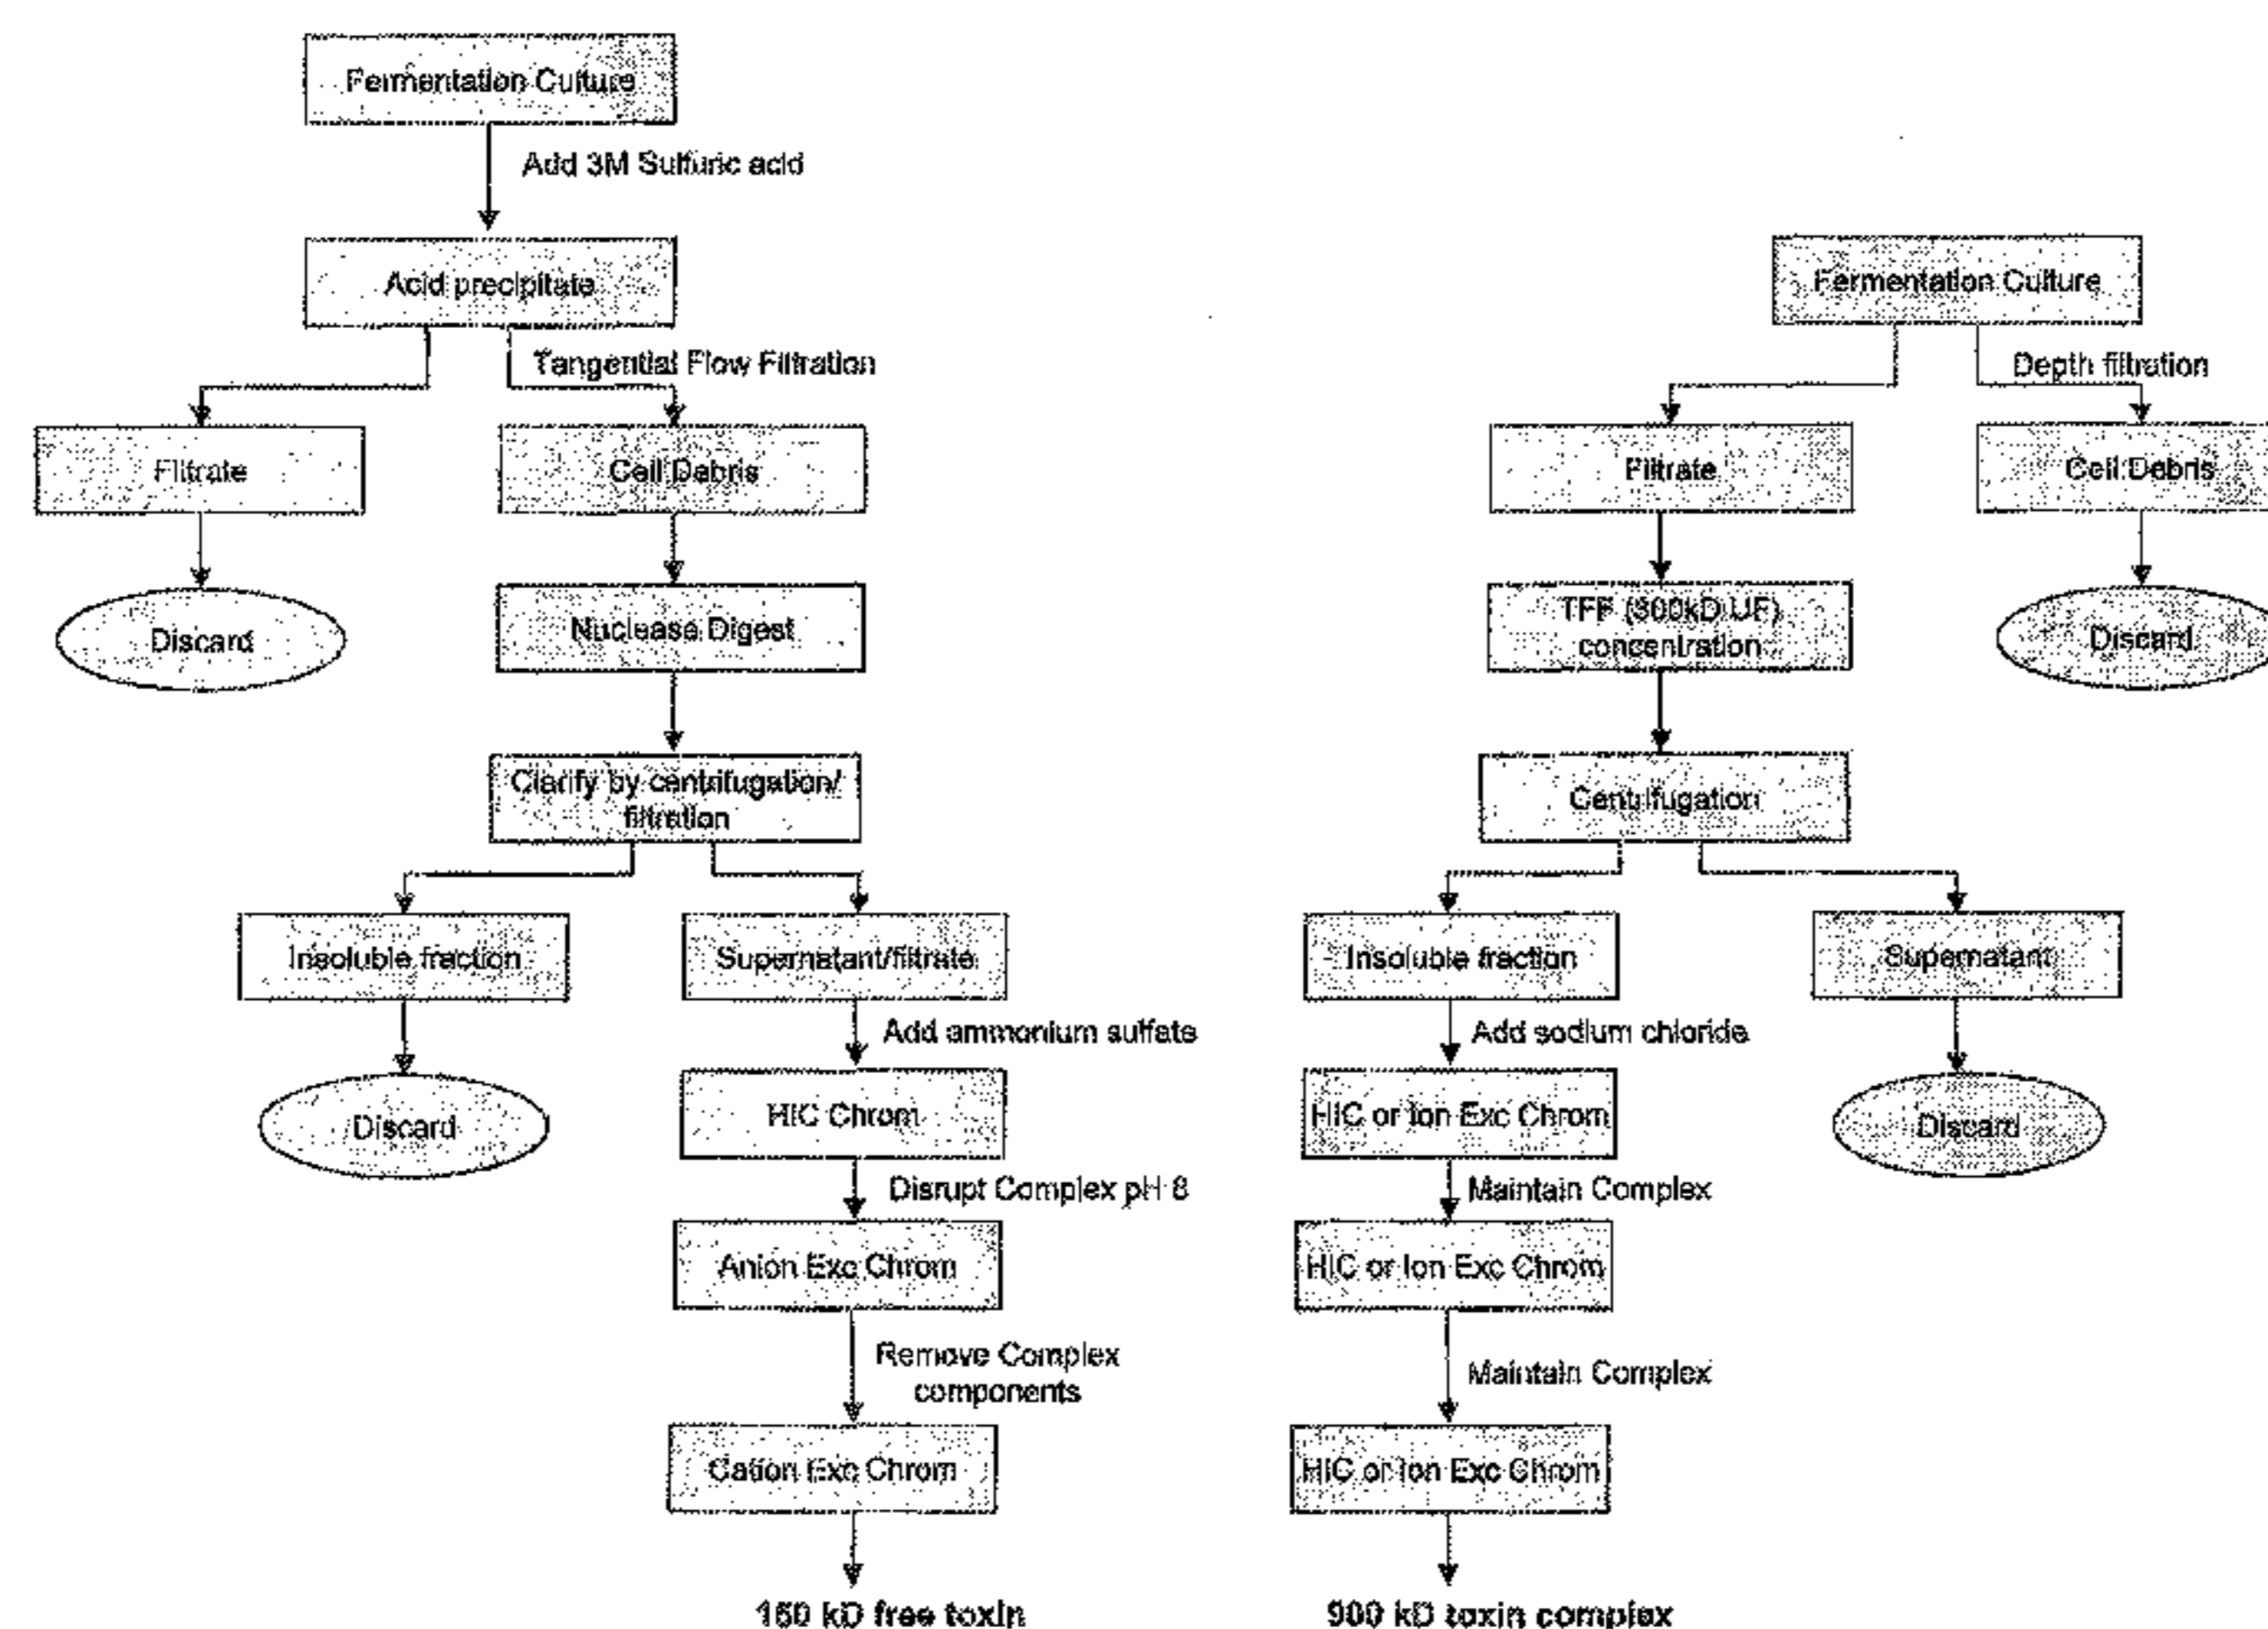 Fermentation Culture
Add 3M Sulfuric acid
Acid precipitate
Tangential Flow Filtration
Filtrate
Cell Debris
Discard
Nuclease Digest
Clarify by centrifugation/
filtration
Insoluble fraction
Supernatant/filtrate
Add ammonium sulfate
Discard
HIC Chrom
Disrupt Complex pH 8
Anion Exc Chrom
Remove Complex
components
Cation Exc Chrom
150 kD free toxin
Fermentation Culture
Depth filtration
Filtrate
Cell Debris
TFF (300kD UF)
concentration
Discard
Centrifugation
Insoluble fraction
Supernatant
Add sodium chloride
HIC or Ion Exc Chrom
Discard
Maintain Complex
HIC or Ion Exc Chrom
Maintain Complex
HIC or Ion Exc Chrom
900 kD toxin complex